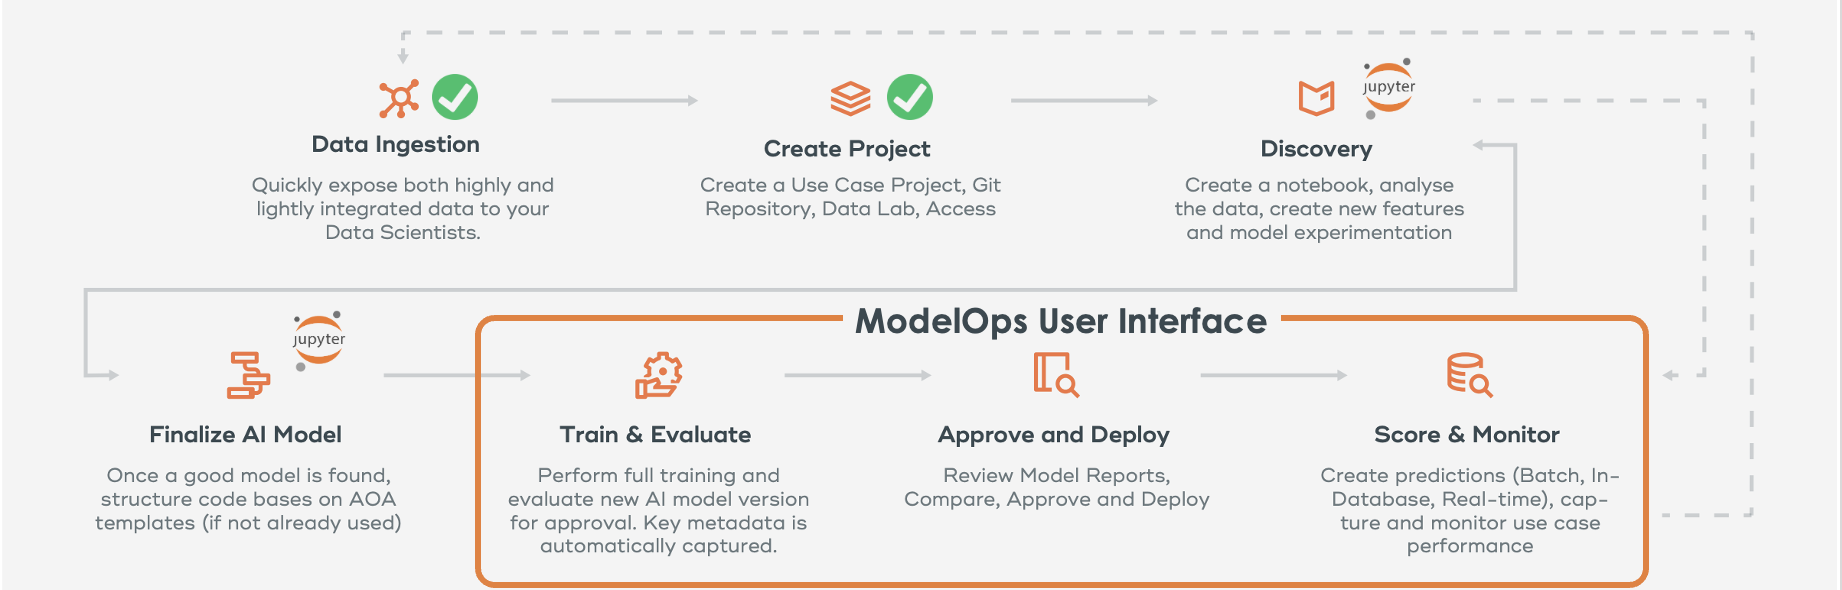 Data Ingestion
Quickly expose both highly and
lightly integrated data to your
Data Scientists.
Create Project
Create a Use Case Project, Git
Repository, Data Lab, Access
jupyter
Discovery
Create a notebook, analyse
the data, create new features
and model experimentation
ModelOps User Interface
jupyter
Finalize AI Model
Once a good model is found,
structure code bases on AOA
templates (if not already used)
Train & Evaluate
Perform full training and
evaluate new AI model version
for approval. Key metadata is
automatically captured.
Approve and Deploy
Review Model Reports,
Compare, Approve and Deploy
Score & Monitor
Create predictions (Batch, In-
Database, Real-time), cap-
ture and monitor use case
performance